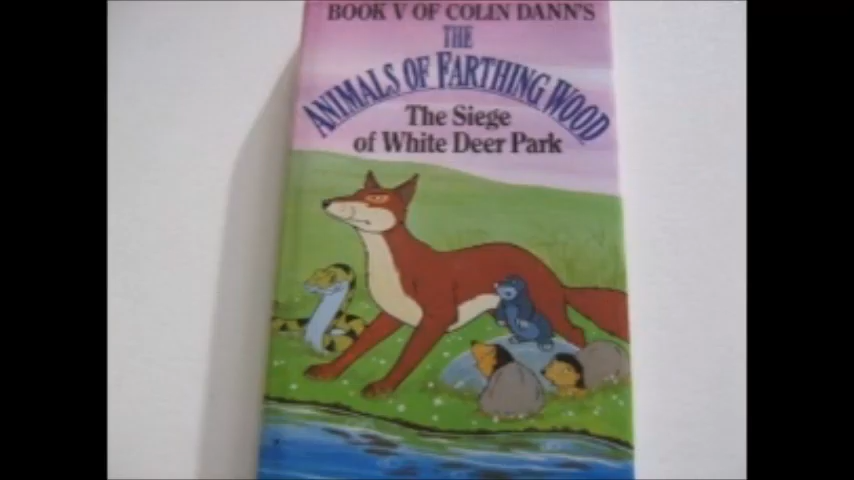 BOOK V OF COLIN DANN'S
THE
ANIMALS OF FARTHING WOOD
The Siege
of White Deer Park